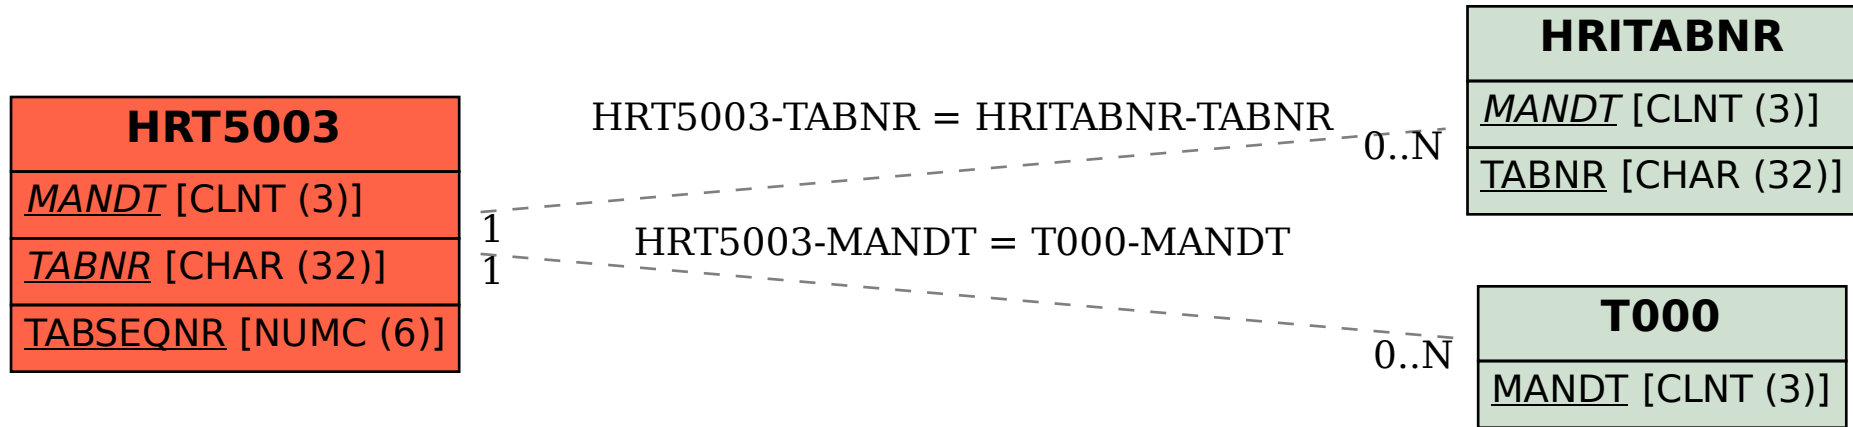 HRT5003
MANDT [CLNT (3)]
TABNR [CHAR (32)]
TABSEQNR [NUMC (6)]
HRT5003-TABNR = HRITABNR-TABNR
0..N
1
HRT5003-MANDT = T000-MANDT
1
0..N
HRITABNR
MANDT [CLNT (3)]
TABNR [CHAR (32)]
T000
MANDT [CLNT (3)]